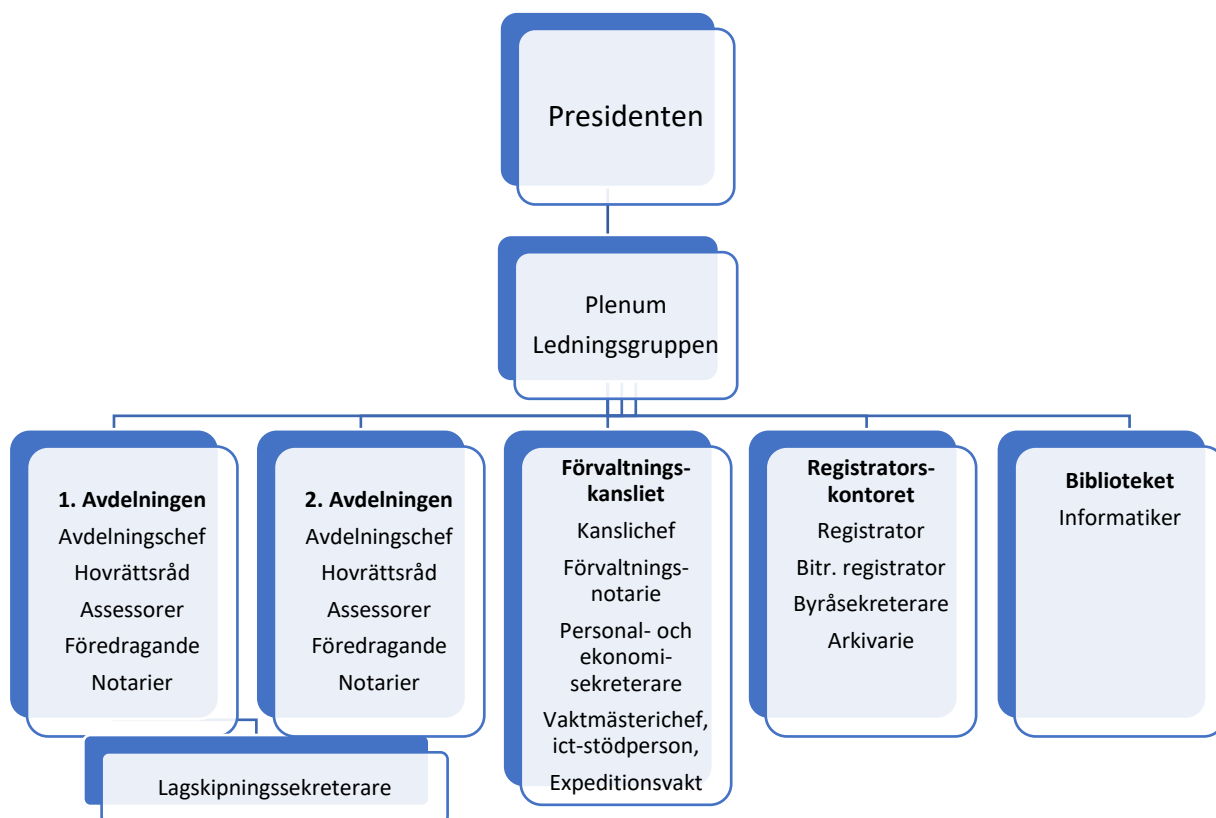 Presidenten
Plenum
Ledningsgruppen
1. Avdelningen
Avdelningschef
Hovrättsråd
Assessorer
Föredragande
Notarier
2. Avdelningen
Avdelningschef
Hovrättsråd
Assessorer
Föredragande
Notarier
Förvaltnings-
kansliet
Kanslichef
Förvaltnings-
notarie
Personal- och
ekonomi-
sekreterare
Vaktmästerichef,
ict-stödperson,
Expeditionsvakt
Registrators-
kontoret
Registrator
Bitr. registrator
Byråsekreterare
Arkivarie
Biblioteket
Informatiker
Lagskipningssekreterare